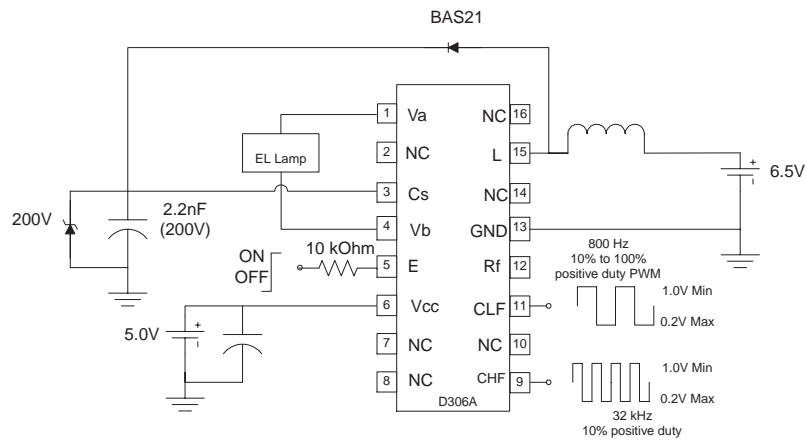 BAS21
1 Va
NC 16
2 NC
L 15
EL Lamp
6.5V
+
–
3 Cs
NC 14
200V
2.2nF
(200V)
4 Vb
GND 13
ON
OFF
10 kOhm
5 E
Rf 12
800 Hz
10% to 100%
positive duty PWM
1.0V Min
0.2V Max
6 Vcc
CLF 11
5.0V
+
–
7 NC
NC 10
8 NC
CHF 9
1.0V Min
0.2V Max
D306A
32 kHz
10% positive duty